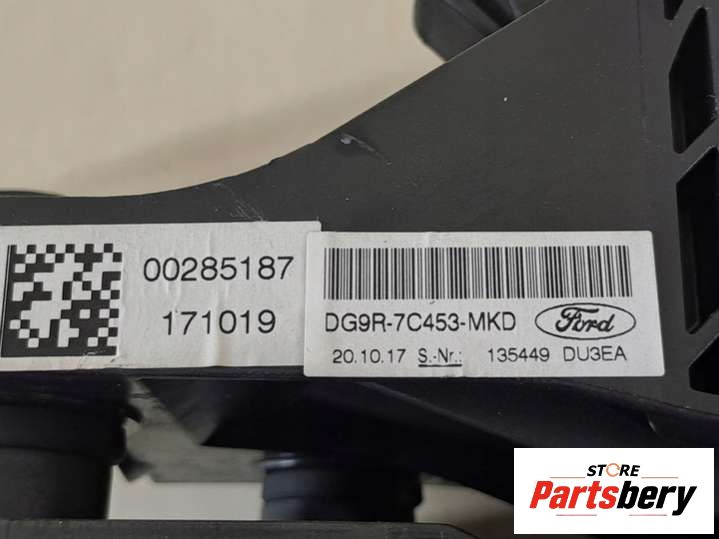 00285187
171019
DG9R-7C453-MKD Ford
20.10.17 S.-Nr.: 135449 DU3EA
STORE
Partsbery